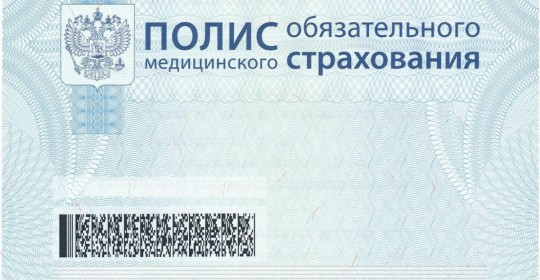 ПОЛИС обязательного
медицинского страхования